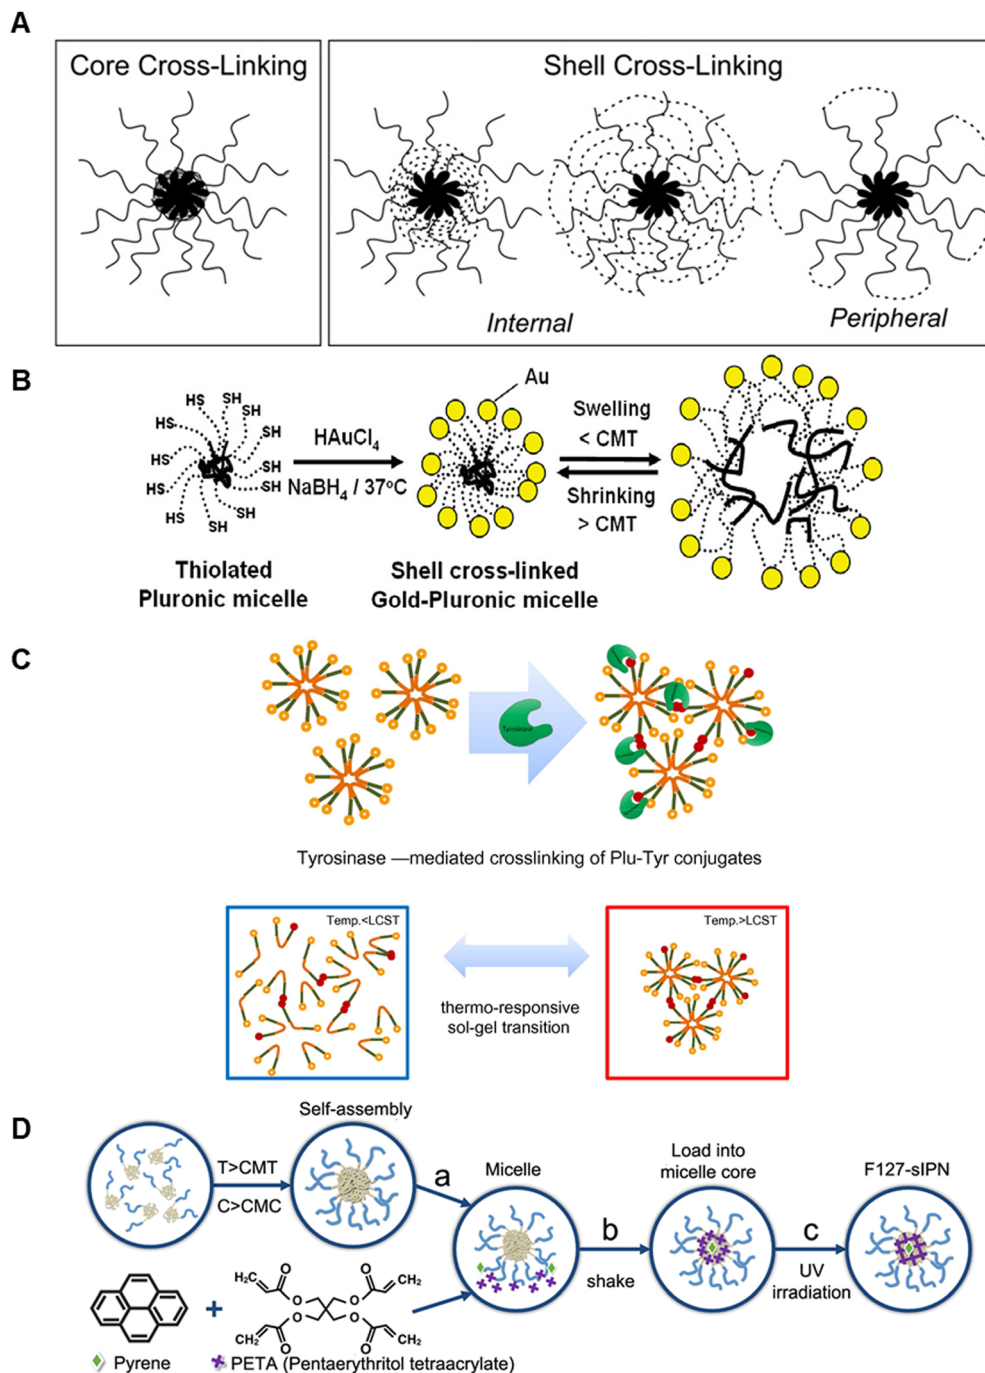 A
Core Cross-Linking
Shell Cross-Linking
Internal
Peripheral
B
HS SH SH SH HS SH HS SH HS SH HS SH
HAuCl4
NaBH4 / 37°C
Au
Swelling
< CMT
Shrinking
> CMT
Thiolated
Pluronic micelle
Shell cross-linked
Gold-Pluronic micelle
C
Tyrosinase
Tyrosinase —mediated crosslinking of Plu-Tyr conjugates
Temp.<LCST
Temp.>LCST
thermo-responsive
sol-gel transition
D
Self-assembly
T>CMT
C>CMC
a
Micelle
b
shake
Load into
micelle core
c
UV
irradiation
F127-sIPN
H2C O O CH2
O O
+
O O
CH2 O O CH2
Pyrene
PETA (Pentaerythritol tetraacrylate)